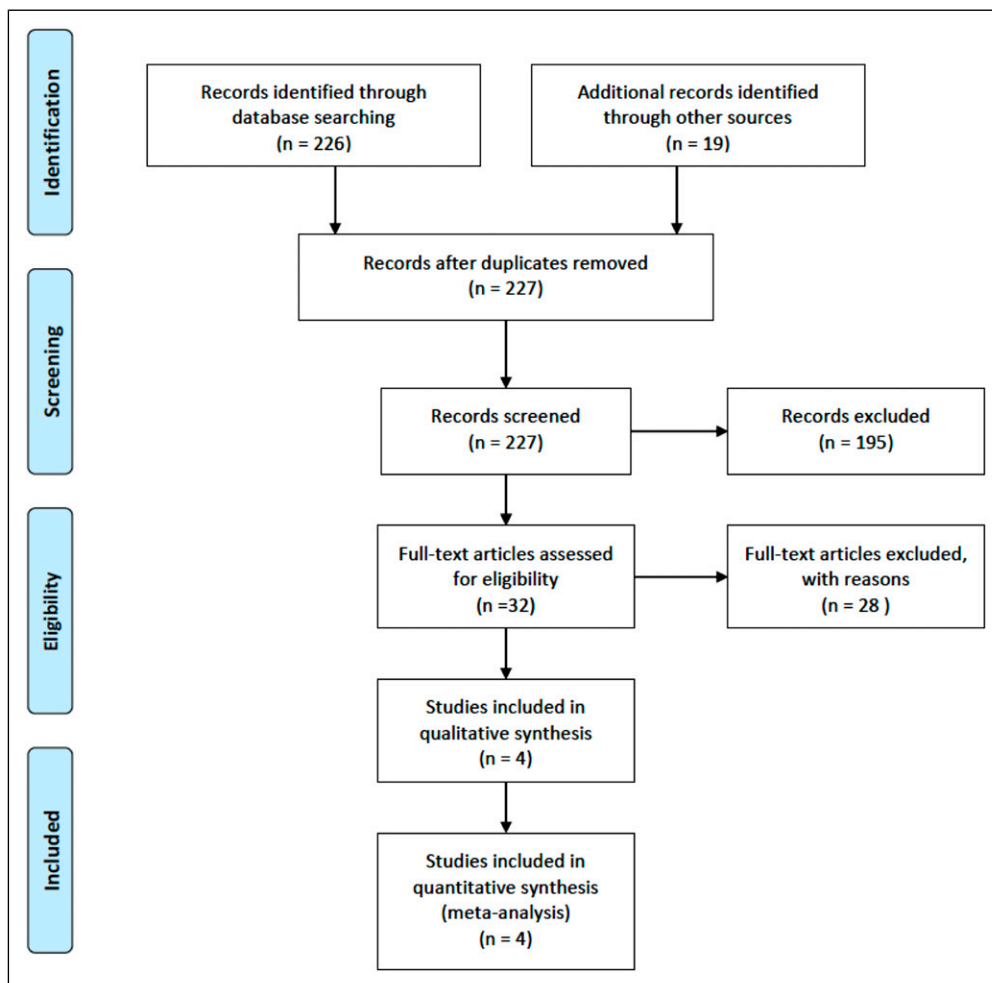 Identification
Records identified through
database searching
(n = 226)
Additional records identified
through other sources
(n = 19)
Records after duplicates removed
(n = 227)
Screening
Records screened
(n = 227)
Records excluded
(n = 195)
Eligibility
Full-text articles assessed
for eligibility
(n =32)
Full-text articles excluded,
with reasons
(n = 28 )
Studies included in
qualitative synthesis
(n = 4)
Included
Studies included in
quantitative synthesis
(meta-analysis)
(n = 4)